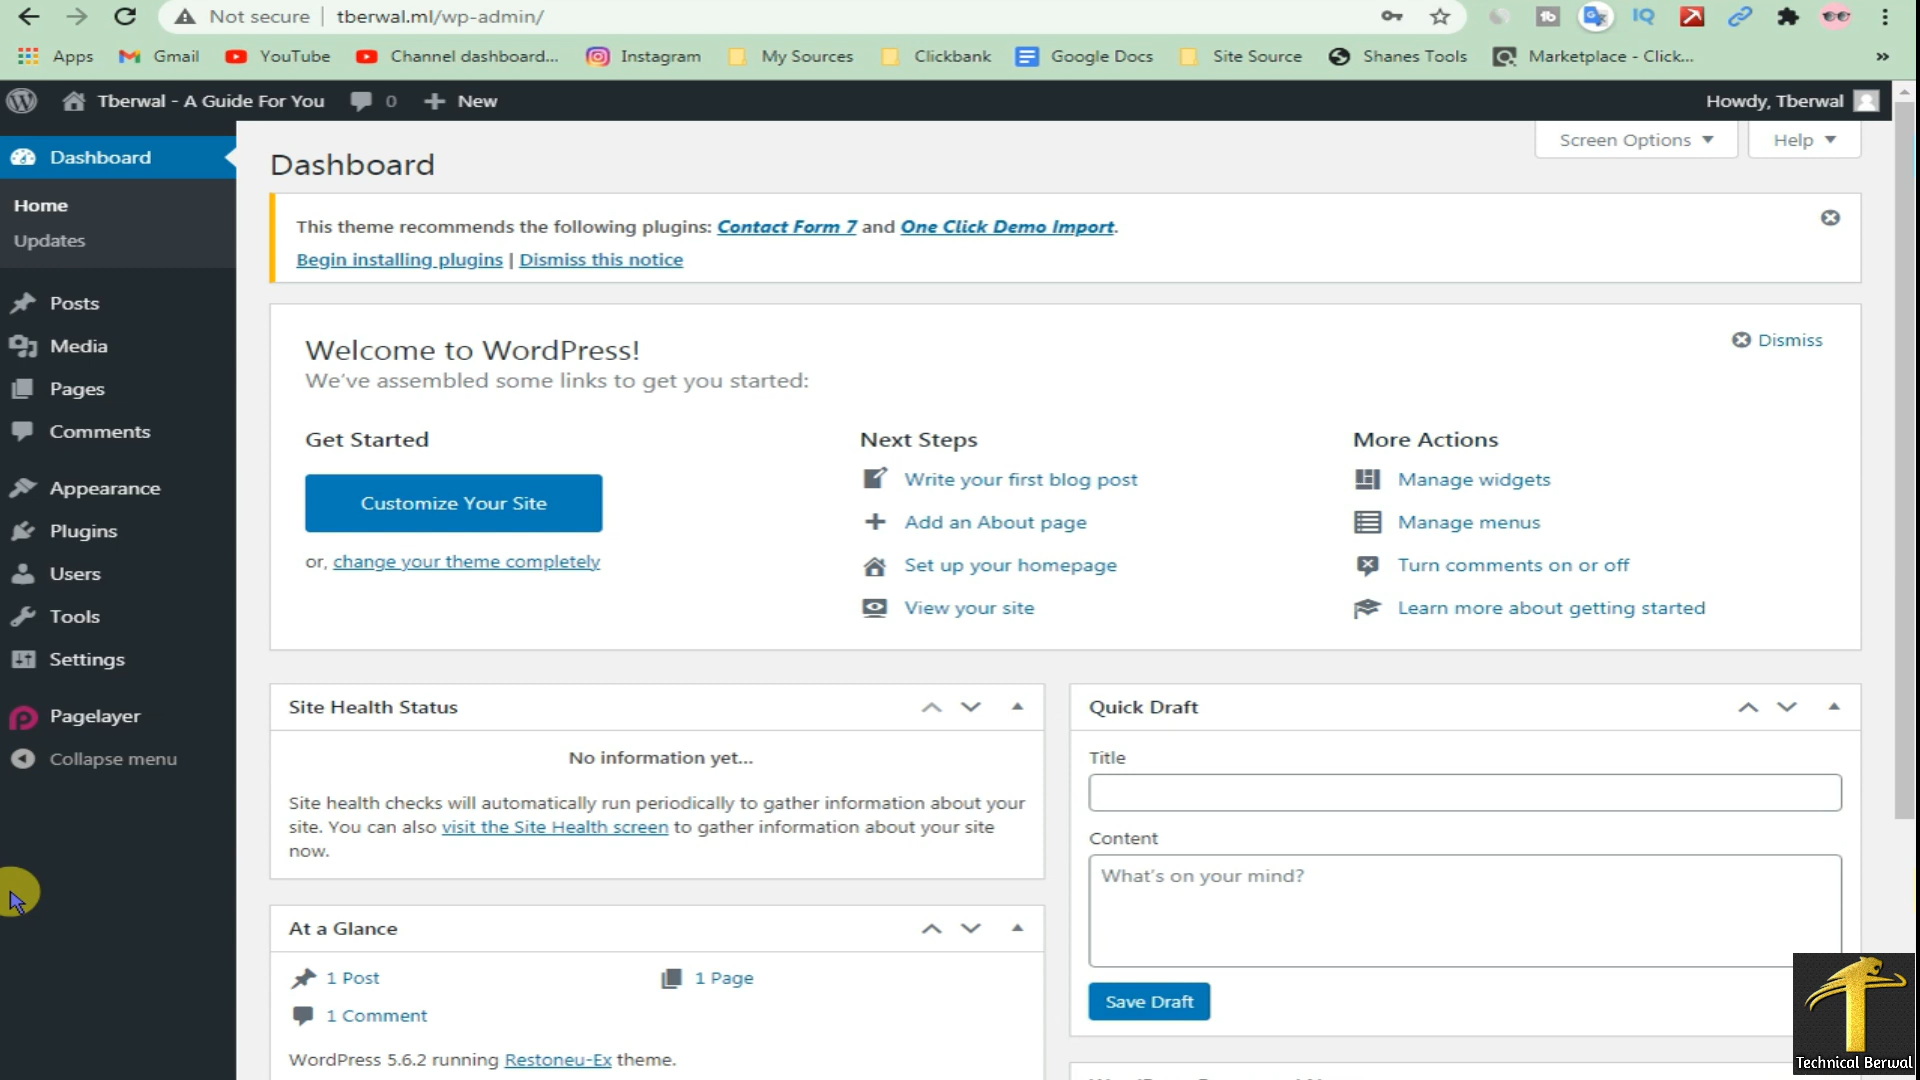 Not secure | tberwal.ml/wp-admin/
Apps Gmail YouTube Channel dashboard... Instagram My Sources Clickbank Google Docs Site Source Shanes Tools Marketplace - Click... »
Tberwal - A Guide For You 0 New Howdy, Tberwal
Screen Options Help
Dashboard
Home
Updates
Posts
Media
Pages
Comments
Appearance
Plugins
Users
Tools
Settings
Pagelayer
Collapse menu
Dashboard
This theme recommends the following plugins: Contact Form 7 and One Click Demo Import.
Begin installing plugins | Dismiss this notice
Dismiss
Welcome to WordPress!
We've assembled some links to get you started:
Get Started
Customize Your Site
or, change your theme completely
Next Steps
Write your first blog post
Add an About page
Set up your homepage
View your site
More Actions
Manage widgets
Manage menus
Turn comments on or off
Learn more about getting started
Site Health Status
No information yet...
Site health checks will automatically run periodically to gather information about your
site. You can also visit the Site Health screen to gather information about your site
now.
At a Glance
1 Post 1 Page
1 Comment
WordPress 5.6.2 running Restoneu-Ex theme.
Quick Draft
Title
Content
What's on your mind?
Save Draft
Technical Berwal